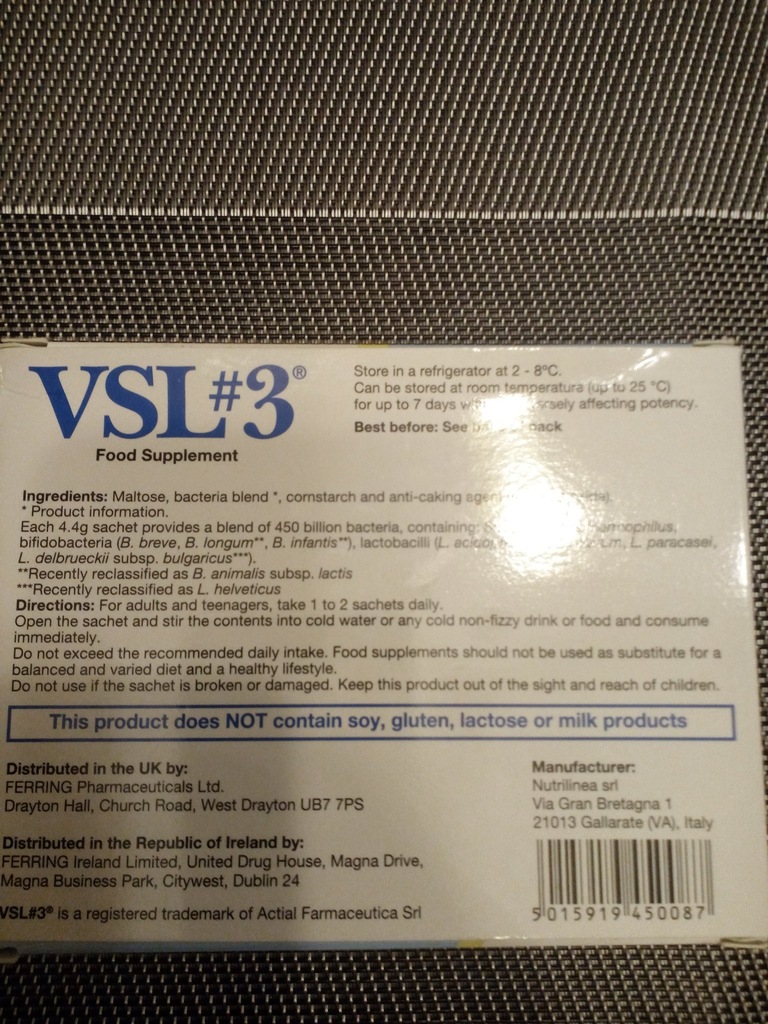 VSL#3®
Food Supplement
Store in a refrigerator at 2 - 8°C.
Can be stored at room temperature (up to 25 °C)
for up to 7 days affecting potency.
Best before: See pack
Ingredients: Maltose, bacteria blend *, cornstarch and anti-caking
* Product information.
Each 4.4g sachet provides a blend of 450 billion bacteria, containing:
bifidobacteria (B. breve, B. longum**, B. infantis**), lactobacilli (L. L. paracasei,
L. delbrueckii subsp. bulgaricus***).
**Recently reclassified as B. animalis subsp. lactis
***Recently reclassified as L. helveticus
Directions: For adults and teenagers, take 1 to 2 sachets daily.
Open the sachet and stir the contents into cold water or any cold non-fizzy drink or food and consume
immediately.
Do not exceed the recommended daily intake. Food supplements should not be used as substitute for a
balanced and varied diet and a healthy lifestyle.
Do not use if the sachet is broken or damaged. Keep this product out of the sight and reach of children.
This product does NOT contain soy, gluten, lactose or milk products
Distributed in the UK by:
FERRING Pharmaceuticals Ltd.
Drayton Hall, Church Road, West Drayton UB7 7PS
Distributed in the Republic of Ireland by:
FERRING Ireland Limited, United Drug House, Magna Drive,
Magna Business Park, Citywest, Dublin 24
VSL#3® is a registered trademark of Actial Farmaceutica Srl
Manufacturer:
Nutrilinea srl
Via Gran Bretagna 1
21013 Gallarate (VA), Italy
5 015919 450087